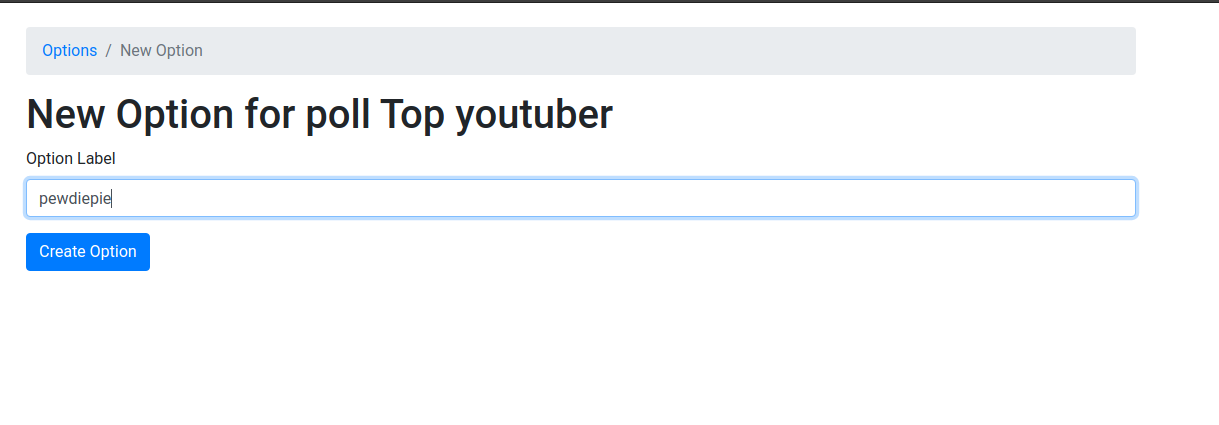 Options / New Option
New Option for poll Top youtuber
Option Label
pewdiepie
Create Option